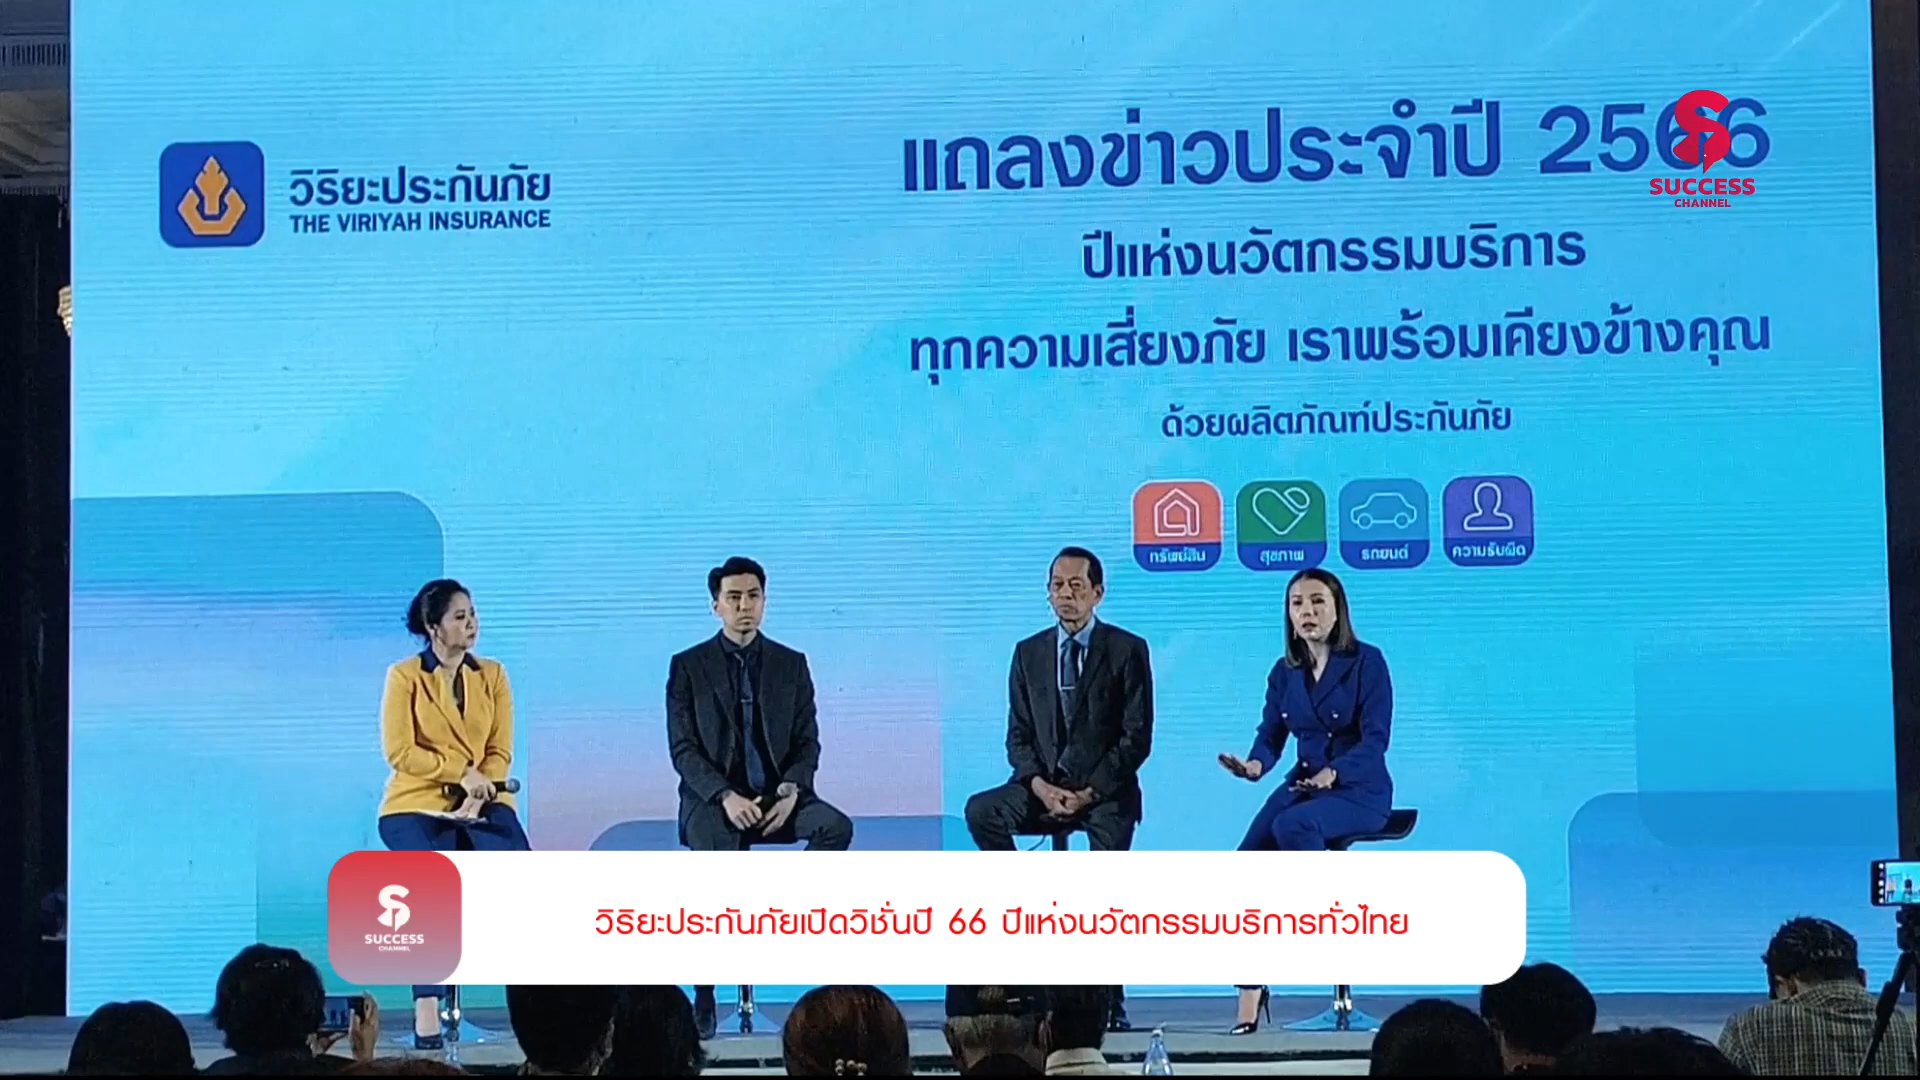 วิริยะประกันภัย
THE VIRIYAH INSURANCE
แถลงข่าวประจำปี 2566
ปีแห่งนวัตกรรมบริการ
ทุกความเสี่ยงภัย เราพร้อมเคียงข้างคุณ
ด้วยผลิตภัณฑ์ประกันภัย
ทรัพย์สิน
สุขภาพ
รถยนต์
ความรับผิด
SUCCESS
CHANNEL
SUCCESS
CHANNEL
วิริยะประกันภัยเปิดวิชั่นปี 66 ปีแห่งนวัตกรรมบริการทั่วไทย